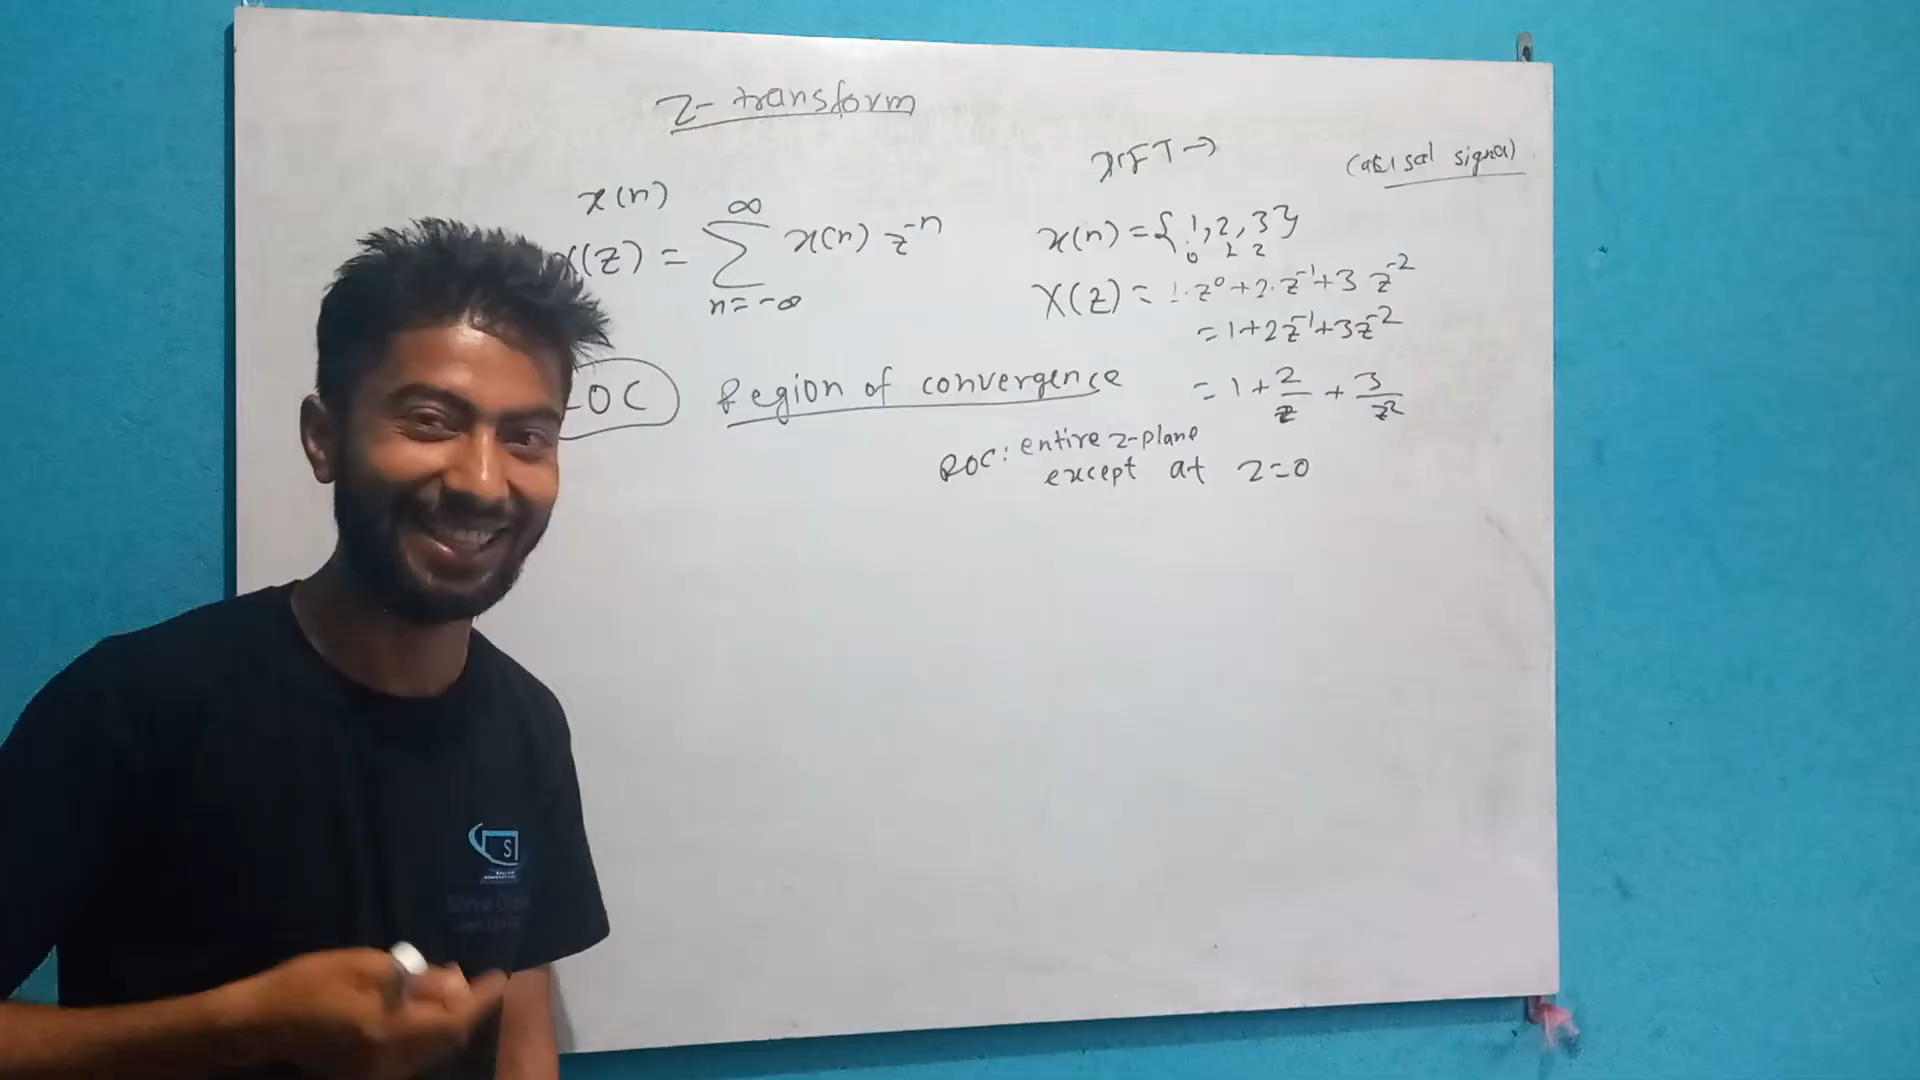 Z-transform
x(n)
X(z) = ∑ x(n) z^-n
∞
n=-∞
ROC Region of convergence
(causal signal)
x(n) = {1, 2, 3}
0 1 2
X(z) = 1·z^0 + 2·z^-1 + 3 z^-2
= 1+2z^-1+3z^-2
= 1 + 2/z + 3/z^2
ROC: entire z-plane
except at z=0
S